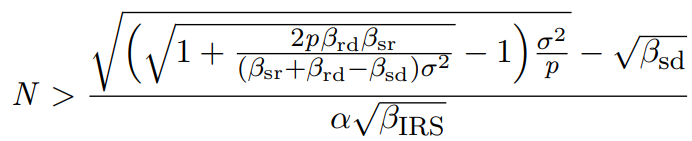 $N > \frac{\sqrt{\left(\sqrt{1 + \frac{2p\beta_{\mathrm{rd}}\beta_{\mathrm{sr}}}{(\beta_{\mathrm{sr}}+\beta_{\mathrm{rd}}-\beta_{\mathrm{sd}})\sigma^2}} - 1\right)\frac{\sigma^2}{p}} - \sqrt{\beta_{\mathrm{sd}}}}{\alpha\sqrt{\beta_{\mathrm{IRS}}}}$